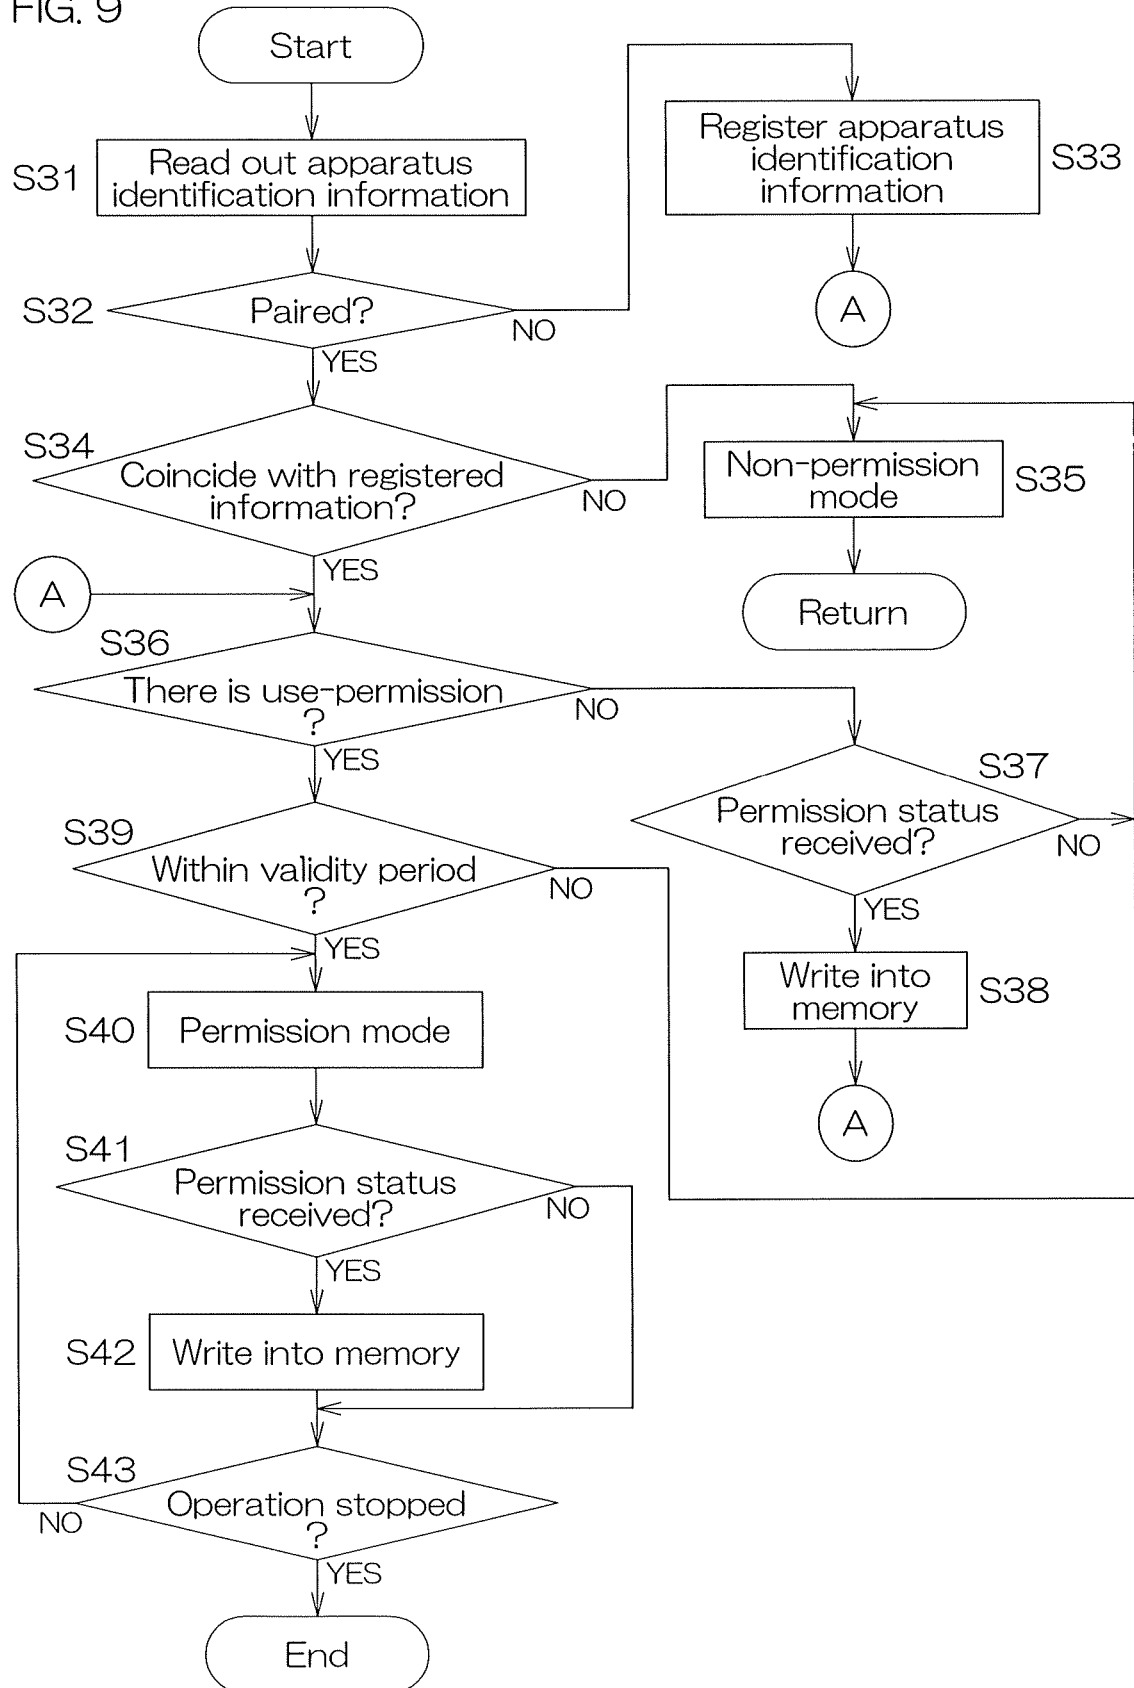 FIG. 9
Start
S31
Read out apparatus
identification information
Register apparatus
identification
information
S33
A
S32
Paired?
NO
YES
S34
Coincide with registered
information?
NO
YES
Non-permission
mode
S35
Return
A
S36
There is use-permission
?
NO
YES
S37
Permission status
received?
NO
YES
S38
Write into
memory
A
S39
Within validity period
?
NO
YES
S40
Permission mode
S41
Permission status
received?
NO
YES
S42
Write into memory
S43
Operation stopped
?
NO
YES
End